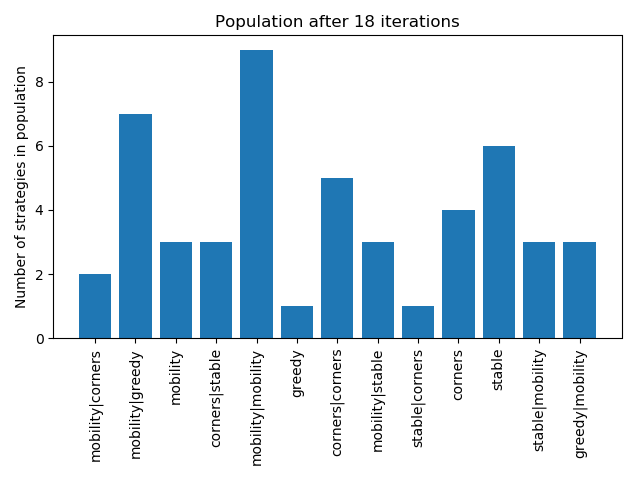 Population after 18 iterations
Number of strategies in population
8
6
4
2
0
mobility|corners
mobility|greedy
mobility
corners|stable
mobility|mobility
greedy
corners|corners
mobility|stable
stable|corners
corners
stable
stable|mobility
greedy|mobility